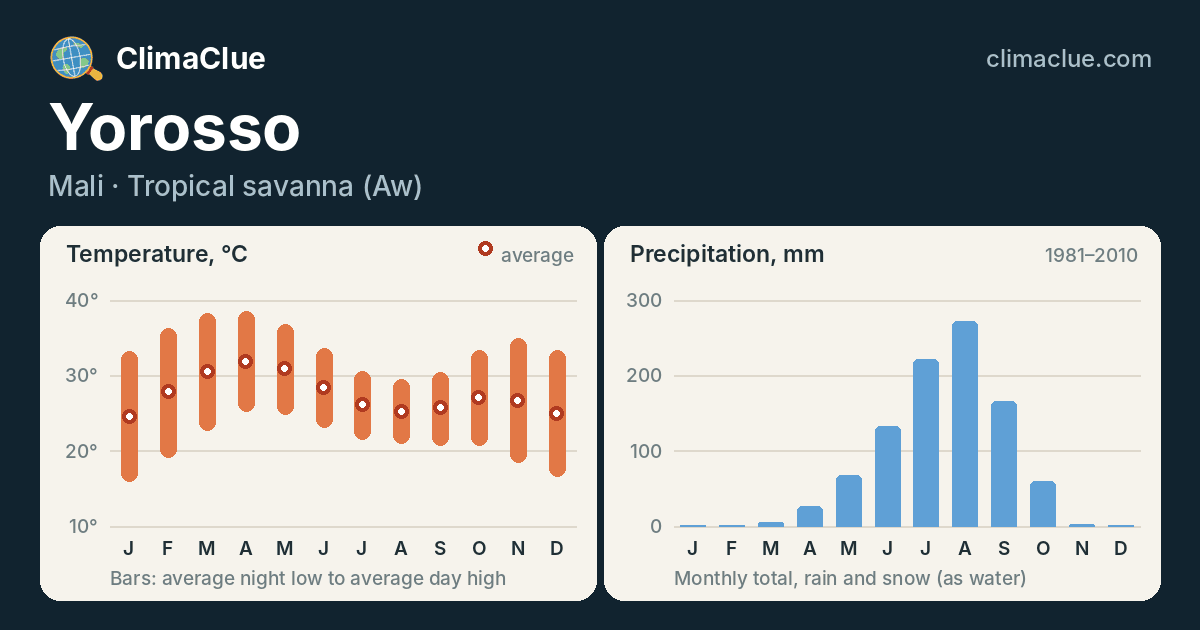 ClimaClue
climaclue.com
Yorosso
Mali · Tropical savanna (Aw)
Temperature, °C
average
40°
30°
20°
10°
J F M A M J J A S O N D
Bars: average night low to average day high
Precipitation, mm
1981–2010
300
200
100
0
J F M A M J J A S O N D
Monthly total, rain and snow (as water)